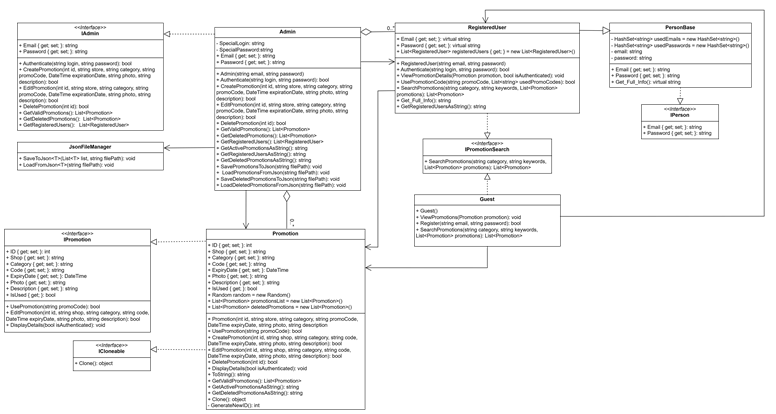 <<Interface>>
IAdmin
+ Email { get; set; }: string
+ Password { get; set; }: string
+ Authenticate(string login, string password): bool
+ CreatePromotion(int id, string store, string category, string
promoCode, DateTime expirationDate, string photo, string
description): bool
+ EditPromotion(int id, string store, string category, string
promoCode, DateTime expirationDate, string photo, string
description): bool
+ DeletePromotion(int id): bool
+ GetValidPromotions(): List<Promotion>
+ GetDeletedPromotions(): List<Promotion>
+ GetRegisteredUsers(): List<RegisteredUser>
JsonFileManager
+ SaveToJson<T>(List<T> list, string filePath): void
+ LoadFromJson<T>(string filePath): void
Admin
- SpecialLogin: string
- SpecialPassword:string
+ Email { get; set; }: string
+ Password { get; set; }: string
+ Admin(string email, string password)
+ Authenticate(string login, string password): bool
+ CreatePromotion(int id, string store, string category, string
promoCode, DateTime expirationDate, string photo, string
description): bool
+ EditPromotion(int id, string store, string category, string
promoCode, DateTime expirationDate, string photo, string
description): bool
+ DeletePromotion(int id): bool
+ GetValidPromotions(): List<Promotion>
+ GetDeletedPromotions(): List<Promotion>
+ GetRegisteredUsers(): List<RegisteredUser>
+ GetActivePromotionsAsString(): string
+ GetRegisteredUsersAsString(): string
+ GetDeletedPromotionsAsString(): string
+ SavePromotionsToJson(string filePath): void
+ LoadPromotionsFromJson(string filePath): void
+ SaveDeletedPromotionsToJson(string filePath): void
+ LoadDeletedPromotionsFromJson(string filePath): void
0..*
RegisteredUser
+ Email { get; set; }: virtual string
+ Password { get; set; }: virtual string
+ List<RegisteredUser> registeredUsers { get; } = new List<RegisteredUser>()
+ RegisteredUser(string email, string password)
+ Authenticate(string login, string password): bool
+ ViewPromotionDetails(Promotion promotion, bool isAuthenticated): void
+ UsePromotionCode(string promoCode, List<string> usedPromoCodes): bool
+ SearchPromotions(string category, string keywords, List<Promotion>
promotions): List<Promotion>
+ Get_Full_Info(): string
+ GetRegisteredUsersAsString(): string
PersonBase
- HashSet<string> usedEmails = new HashSet<string>()
- HashSet<string> usedPasswords = new HashSet<string>()
- email: string
- password: string
+ Email { get; set; }: string
+ Password { get; set; }: string
+ Get_Full_Info(): virtual string
<<Interface>>
IPerson
+ Email { get; set; }: string
+ Password { get; set; }: string
<<Interface>>
IPromotionSearch
+ SearchPromotions(string category, string keywords,
List<Promotion> promotions): List<Promotion>
Guest
+ Guest()
+ ViewPromotions(Promotion promotion): void
+ Register(string email, string password): bool
+ SearchPromotions(string category, string keywords,
List<Promotion> promotions): List<Promotion>
<<Interface>>
IPromotion
+ ID { get; set; }: int
+ Shop { get; set; }: string
+ Category { get; set; }: string
+ Code { get; set; }: string
+ ExpiryDate { get; set; }: DateTime
+ Photo { get; set; }: string
+ Description { get; set; }: string
+ IsUsed { get; }: bool
+ UsePromotion(string promoCode): bool
+ EditPromotion(int id, string shop, string category, string code,
DateTime expiryDate, string photo, string description): bool
+ DisplayDetails(bool isAuthenticated): void
<<Interface>>
ICloneable
+ Clone(): object
Promotion
+ ID { get; set; }: int
+ Shop { get; set; }: string
+ Category { get; set; }: string
+ Code { get; set; }: string
+ ExpiryDate { get; set; }: DateTime
+ Photo { get; set; }: string
+ Description { get; set; }: string
+ IsUsed { get; }: bool
+ Random random = new Random()
+ List<Promotion> promotionsList = new List<Promotion>()
+ List<Promotion> deletedPromotions = new List<Promotion>()
+ Promotion(int id, string store, string category, string promoCode,
DateTime expiryDate, string photo, string description
+ UsePromotion(string promoCode): bool
+ CreatePromotion(int id, string shop, string category, string code,
DateTime expiryDate, string photo, string description): bool
+ EditPromotion(int id, string shop, string category, string code,
DateTime expiryDate, string photo, string description): bool
+ DeletePromotion(int id): bool
+ DisplayDetails(bool isAuthenticated): void
+ ToString(): string
+ GetValidPromotions(): List<Promotion>
+ GetActivePromotionsAsString(): string
+ GetDeletedPromotionsAsString(): string
+ Clone(): object
- GenerateNewID(): int